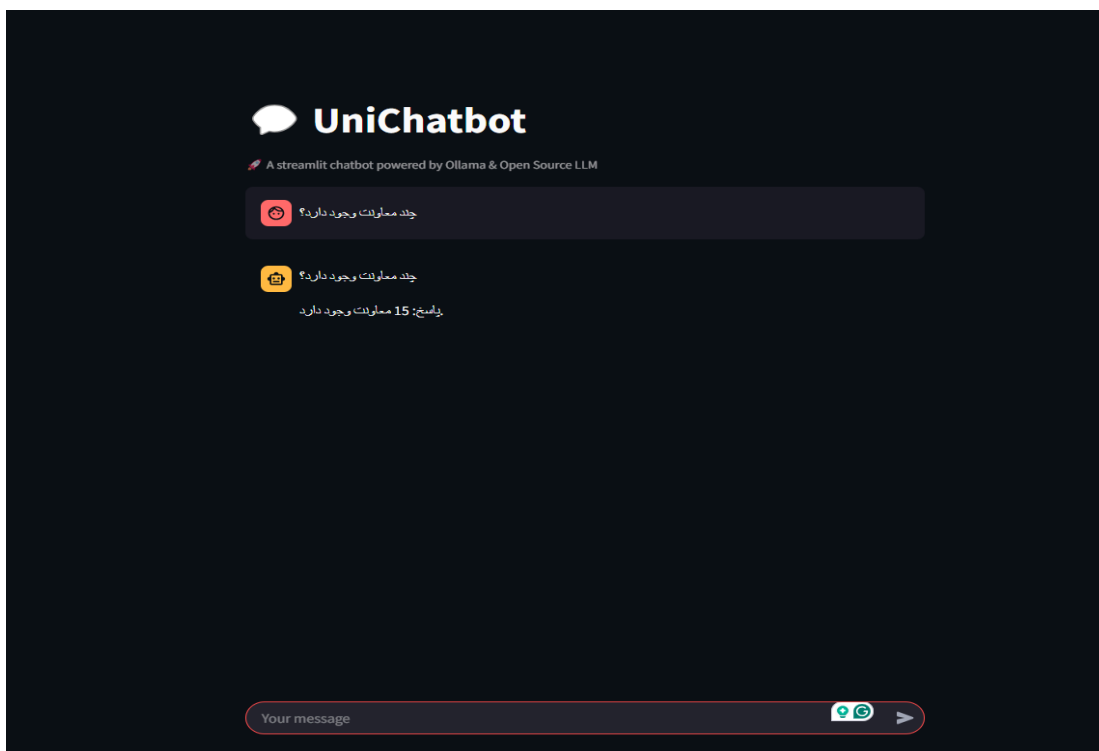 UniChatbot
A streamlit chatbot powered by Ollama & Open Source LLM
چند معاونت وجود دارد؟
چند معاونت وجود دارد؟
پاسخ: 15 معاونت وجود دارد.
Your message